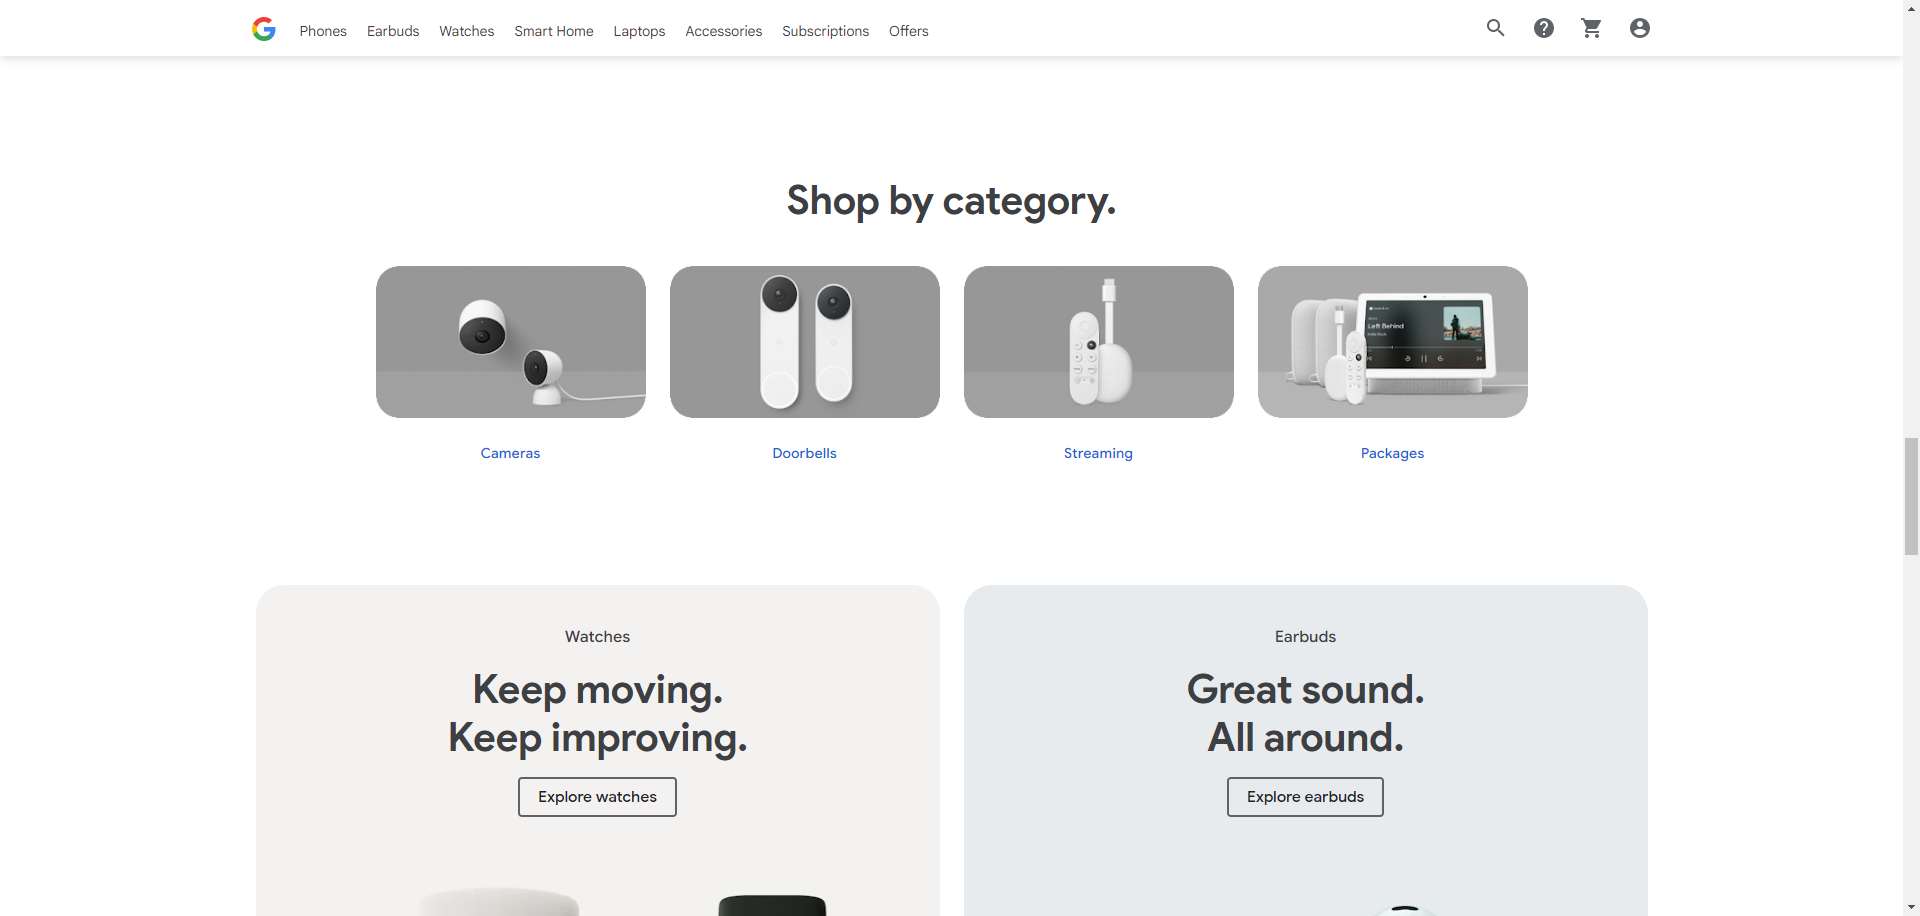 Phones Earbuds Watches Smart Home Laptops Accessories Subscriptions Offers
Shop by category.
Left Behind
Cameras
Doorbells
Streaming
Packages
Watches
Keep moving.
Keep improving.
Explore watches
Earbuds
Great sound.
All around.
Explore earbuds